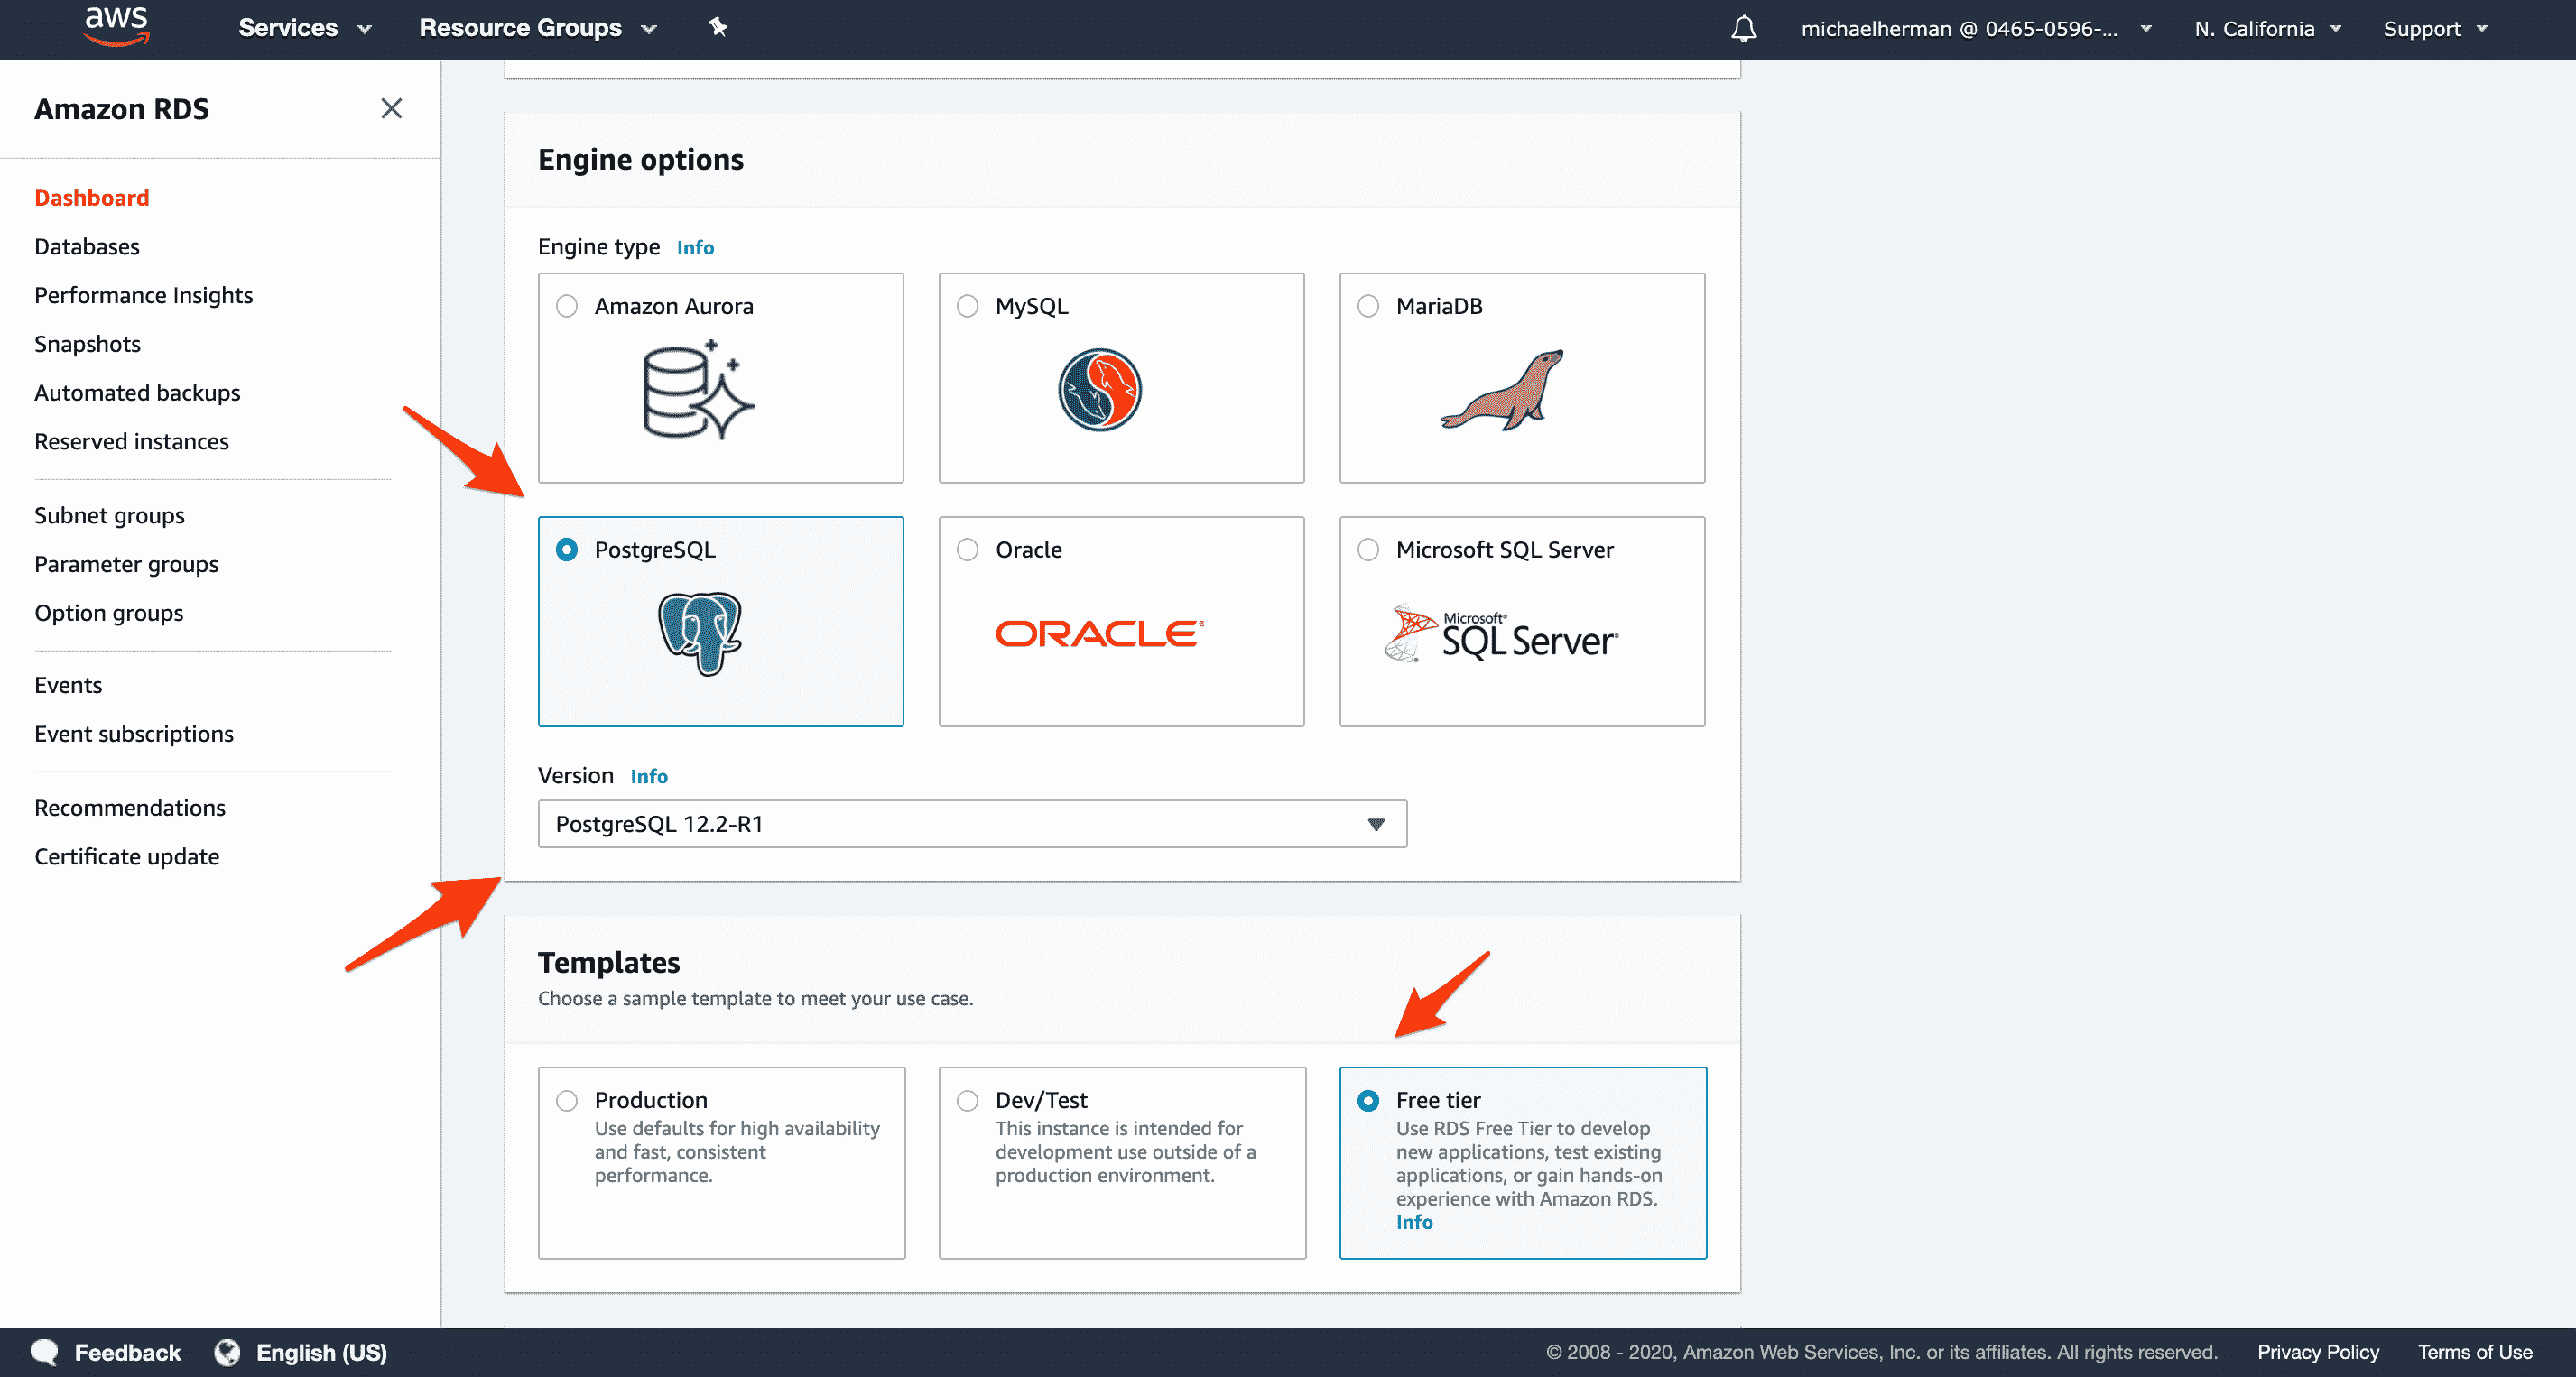 aws
Services
Resource Groups
michaelherman @ 0465-0596-...
N. California
Support
Amazon RDS
Dashboard
Databases
Performance Insights
Snapshots
Automated backups
Reserved instances
Subnet groups
Parameter groups
Option groups
Events
Event subscriptions
Recommendations
Certificate update
Engine options
Engine type Info
Amazon Aurora
MySQL
MariaDB
PostgreSQL
Oracle
ORACLE®
Microsoft SQL Server
Microsoft®
SQL Server®
Version Info
PostgreSQL 12.2-R1
Templates
Choose a sample template to meet your use case.
Production
Use defaults for high availability
and fast, consistent
performance.
Dev/Test
This instance is intended for
development use outside of a
production environment.
Free tier
Use RDS Free Tier to develop
new applications, test existing
applications, or gain hands-on
experience with Amazon RDS.
Info
Feedback
English (US)
© 2008 - 2020, Amazon Web Services, Inc. or its affiliates. All rights reserved.
Privacy Policy
Terms of Use